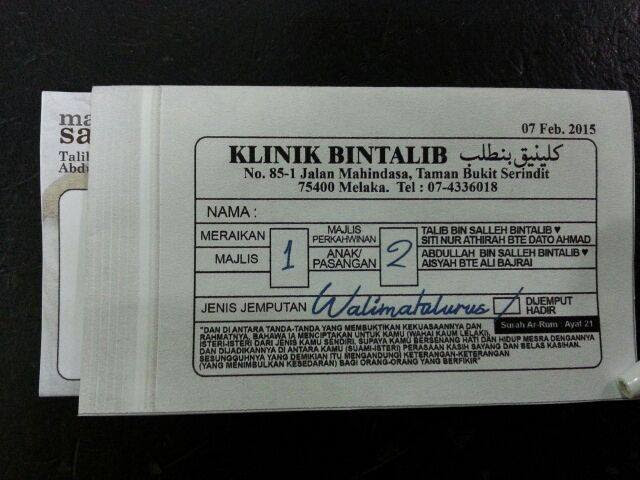 ma
sa
Talib
Abdu
07 Feb. 2015
KLINIK BINTALIB كلينيق بنطلب
No. 85-1 Jalan Mahindasa, Taman Bukit Serindit
75400 Melaka. Tel : 07-4336018
NAMA :
MERAIKAN 1 MAJLIS PERKAHWINAN 2 TALIB BIN SALLEH BINTALIB ♥
SITI NUR ATHIRAH BTE DATO AHMAD
MAJLIS ANAK/ PASANGAN ABDULLAH BIN SALLEH BINTALIB ♥
AISYAH BTE ALI BAJRAI
JENIS JEMPUTAN Walimatulurus / DIJEMPUT HADIR
Surah Ar-Rum : Ayat 21
"DAN DI ANTARA TANDA-TANDA YANG MEMBUKTIKAN KEKUASAANNYA DAN
RAHMATNYA, BAHAWA IA MENCIPTAKAN UNTUK KAMU (WAHAI KAUM LELAKI),
ISTERI-ISTERI DARI JENIS KAMU SENDIRI, SUPAYA KAMU BERSENANG HATI DAN HIDUP MESRA DENGANNYA
DAN DIJADIKANNYA DI ANTARA KAMU (SUAMI-ISTERI) PERASAAN KASIH SAYANG DAN BELAS KASIHAN.
SESUNGGUHNYA YANG DEMIKIAN ITU MENGANDUNGI KETERANGAN-KETERANGAN
(YANG MENIMBULKAN KESEDARAN) BAGI ORANG-ORANG YANG BERFIKIR"